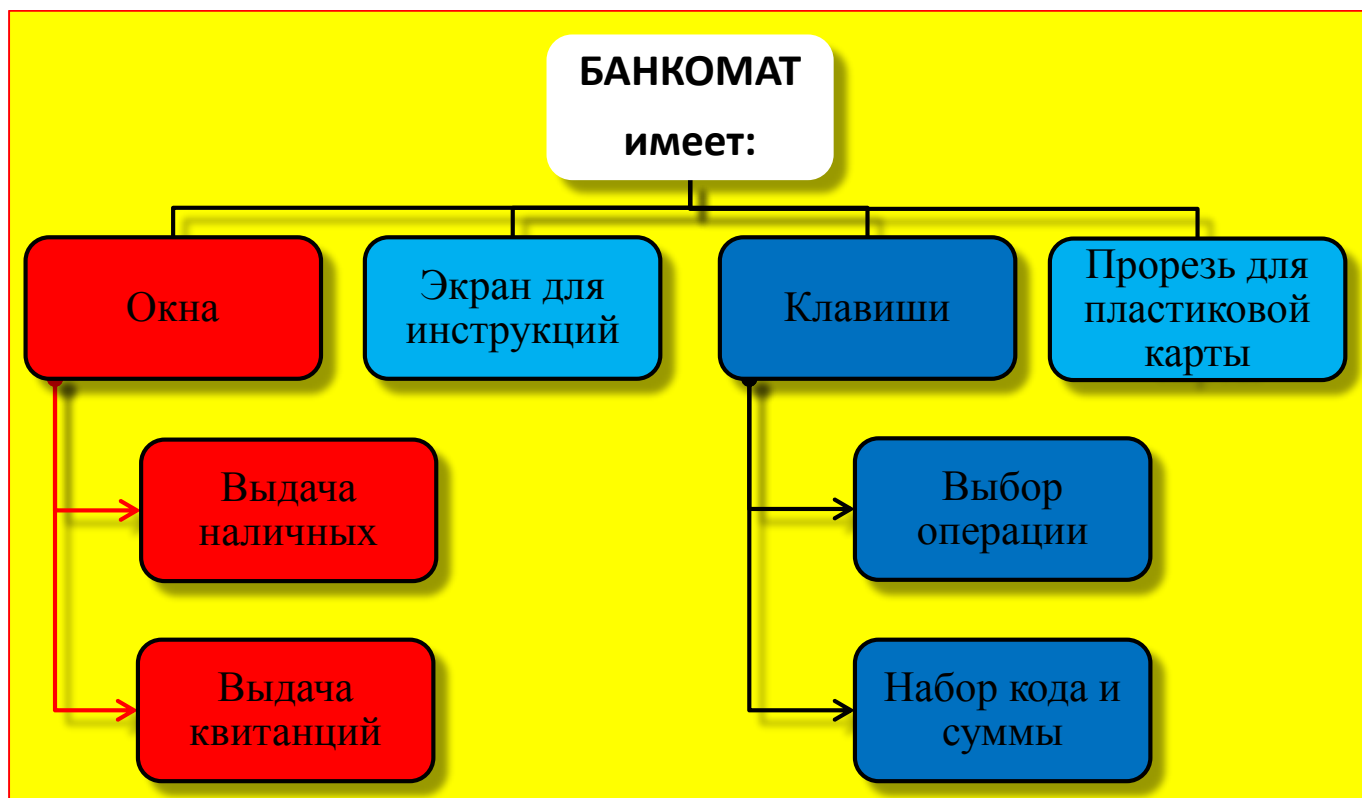 БАНКОМАТ
имеет:
Окна
Экран для
инструкций
Клавиши
Прорезь для
пластиковой
карты
Выдача
наличных
Выбор
операции
Выдача
квитанций
Набор кода и
суммы